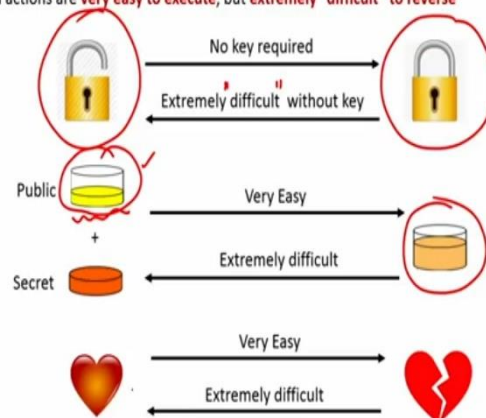 actions are very easy to execute, but extremely "difficult" to reverse
No key required
Extremely "difficult" without key
Public
Very Easy
+
Extremely difficult
Secret
Very Easy
Extremely difficult